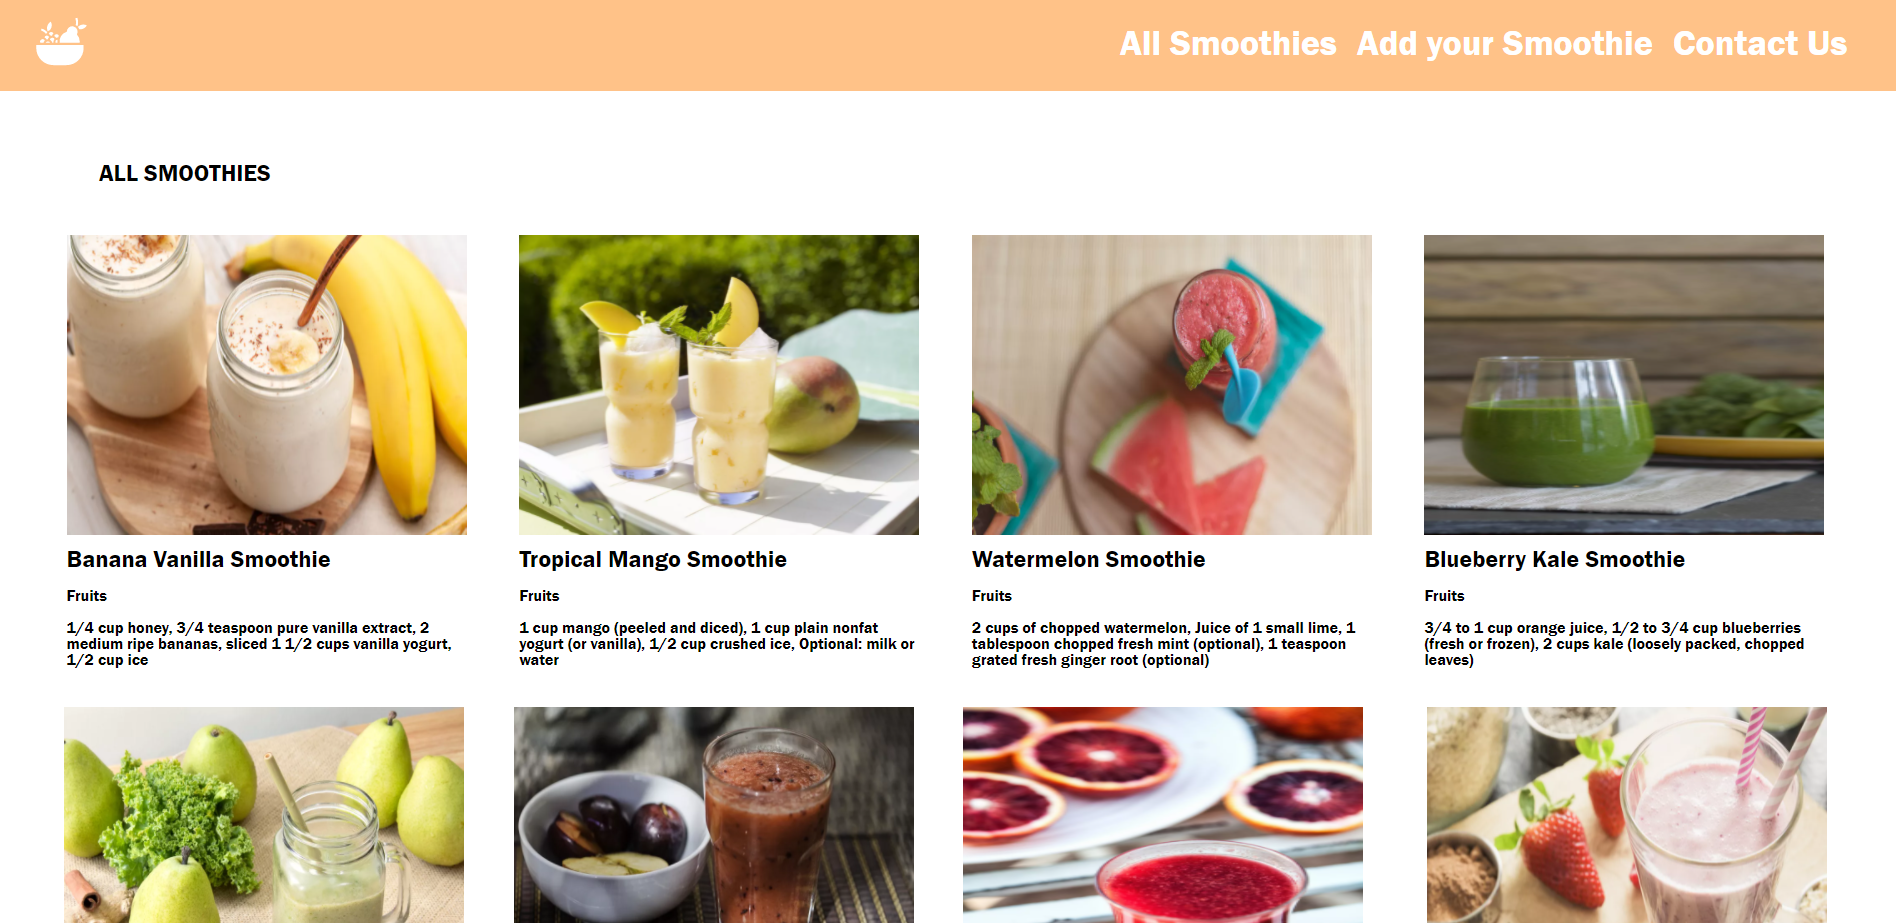 All Smoothies Add your Smoothie Contact Us
ALL SMOOTHIES
Banana Vanilla Smoothie
Fruits
1/4 cup honey, 3/4 teaspoon pure vanilla extract, 2
medium ripe bananas, sliced 1 1/2 cups vanilla yogurt,
1/2 cup ice
Tropical Mango Smoothie
Fruits
1 cup mango (peeled and diced), 1 cup plain nonfat
yogurt (or vanilla), 1/2 cup crushed ice, Optional: milk or
water
Watermelon Smoothie
Fruits
2 cups of chopped watermelon, Juice of 1 small lime, 1
tablespoon chopped fresh mint (optional), 1 teaspoon
grated fresh ginger root (optional)
Blueberry Kale Smoothie
Fruits
3/4 to 1 cup orange juice, 1/2 to 3/4 cup blueberries
(fresh or frozen), 2 cups kale (loosely packed, chopped
leaves)